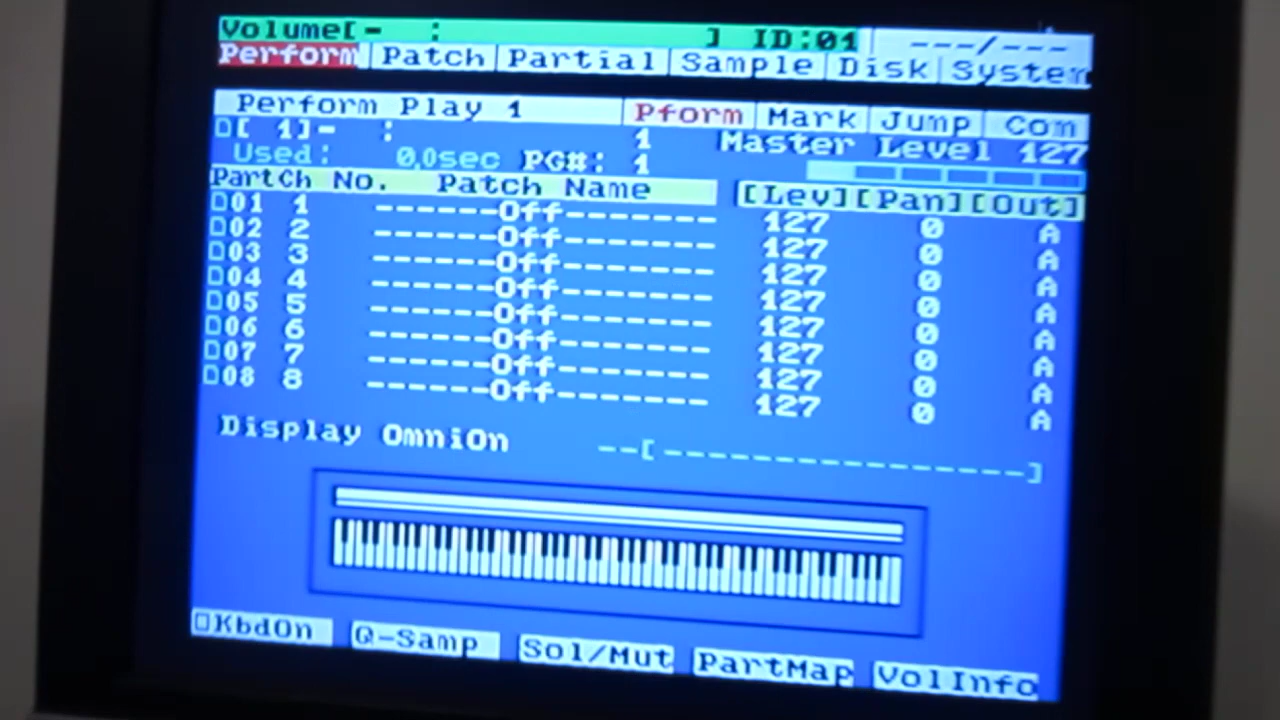 Volume[-   :                    ] ID:01 ---/---
Perform Patch Partial Sample Disk System
Perform Play 1 Pform Mark Jump Com
[ 1]-   :                    1 Master Level 127
Used: 0.0sec PG#: 1
Part Ch No. Patch Name [Lev][Pan][Out]
01 1 ------Off------- 127 0 A
02 2 ------Off------- 127 0 A
03 3 ------Off------- 127 0 A
04 4 ------Off------- 127 0 A
05 5 ------Off------- 127 0 A
06 6 ------Off------- 127 0 A
07 7 ------Off------- 127 0 A
08 8 ------Off------- 127 0 A
Display OmniOn --[----------------]
KbdOn Q-Samp Sol/Mut PartMap VolInfo